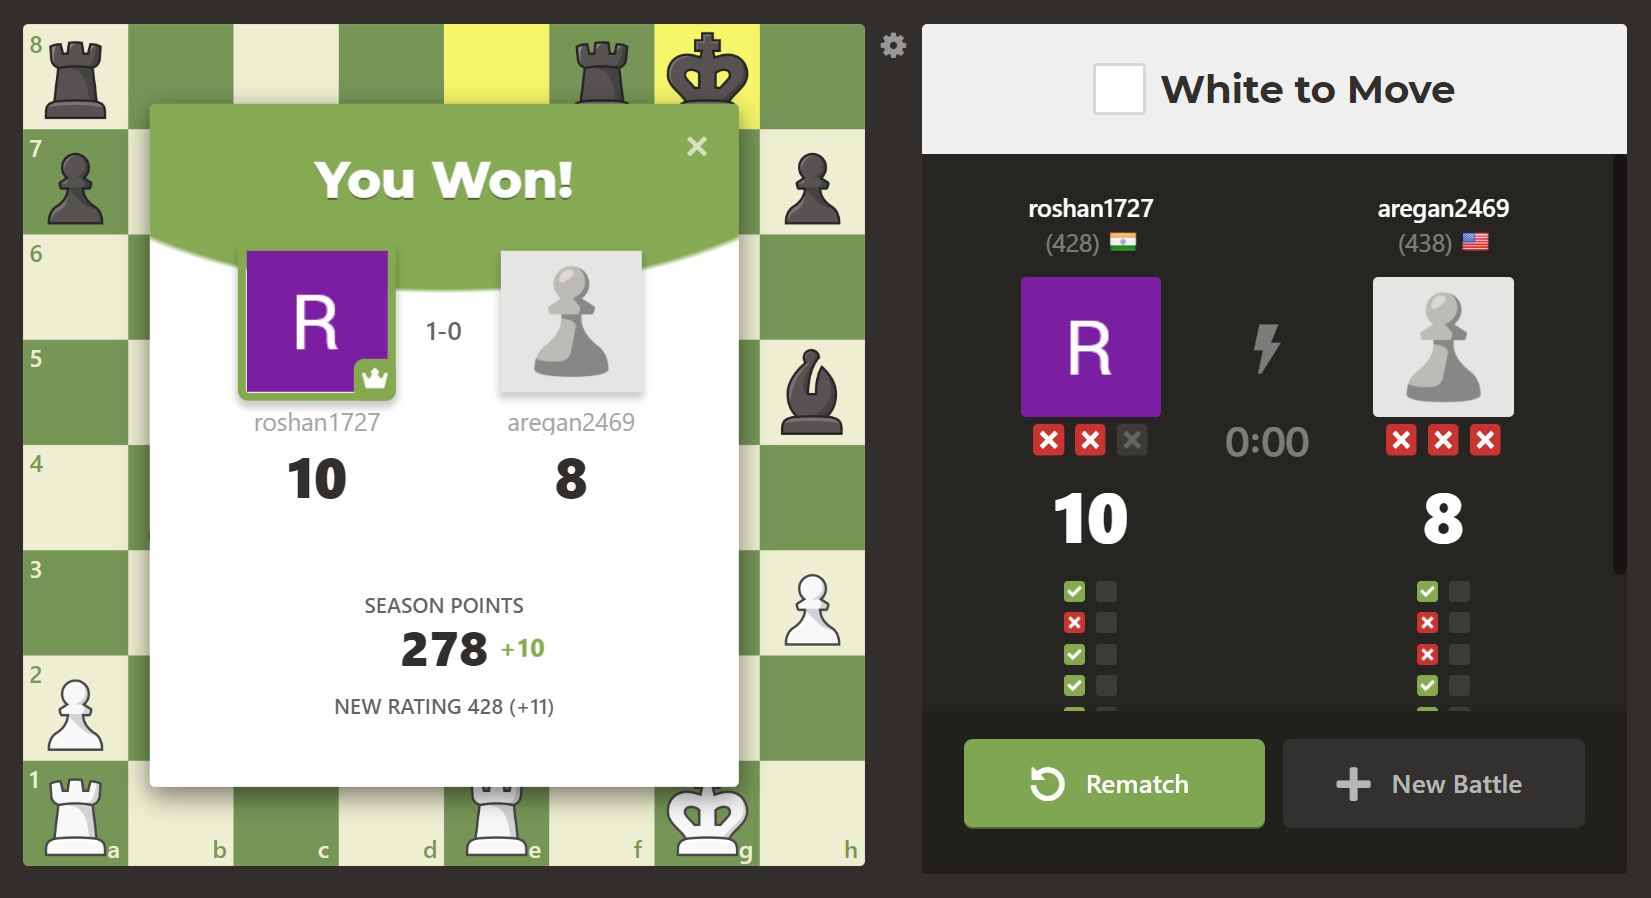 8
7
6
5
4
3
2
1
a b c d e f g h
You Won!
R
1-0
roshan1727 aregan2469
10 8
SEASON POINTS
278 +10
NEW RATING 428 (+11)
White to Move
roshan1727 aregan2469
(428) (438)
R
0:00
10 8
Rematch New Battle